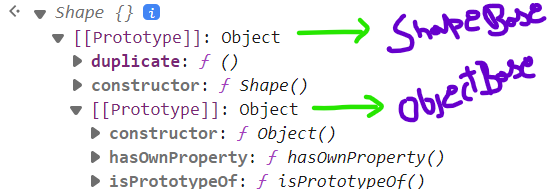 Shape {} i
[[Prototype]]: Object ShapeBase
duplicate: ƒ ()
constructor: ƒ Shape()
[[Prototype]]: Object ObjectBase
constructor: ƒ Object()
hasOwnProperty: ƒ hasOwnProperty()
isPrototypeOf: ƒ isPrototypeOf()